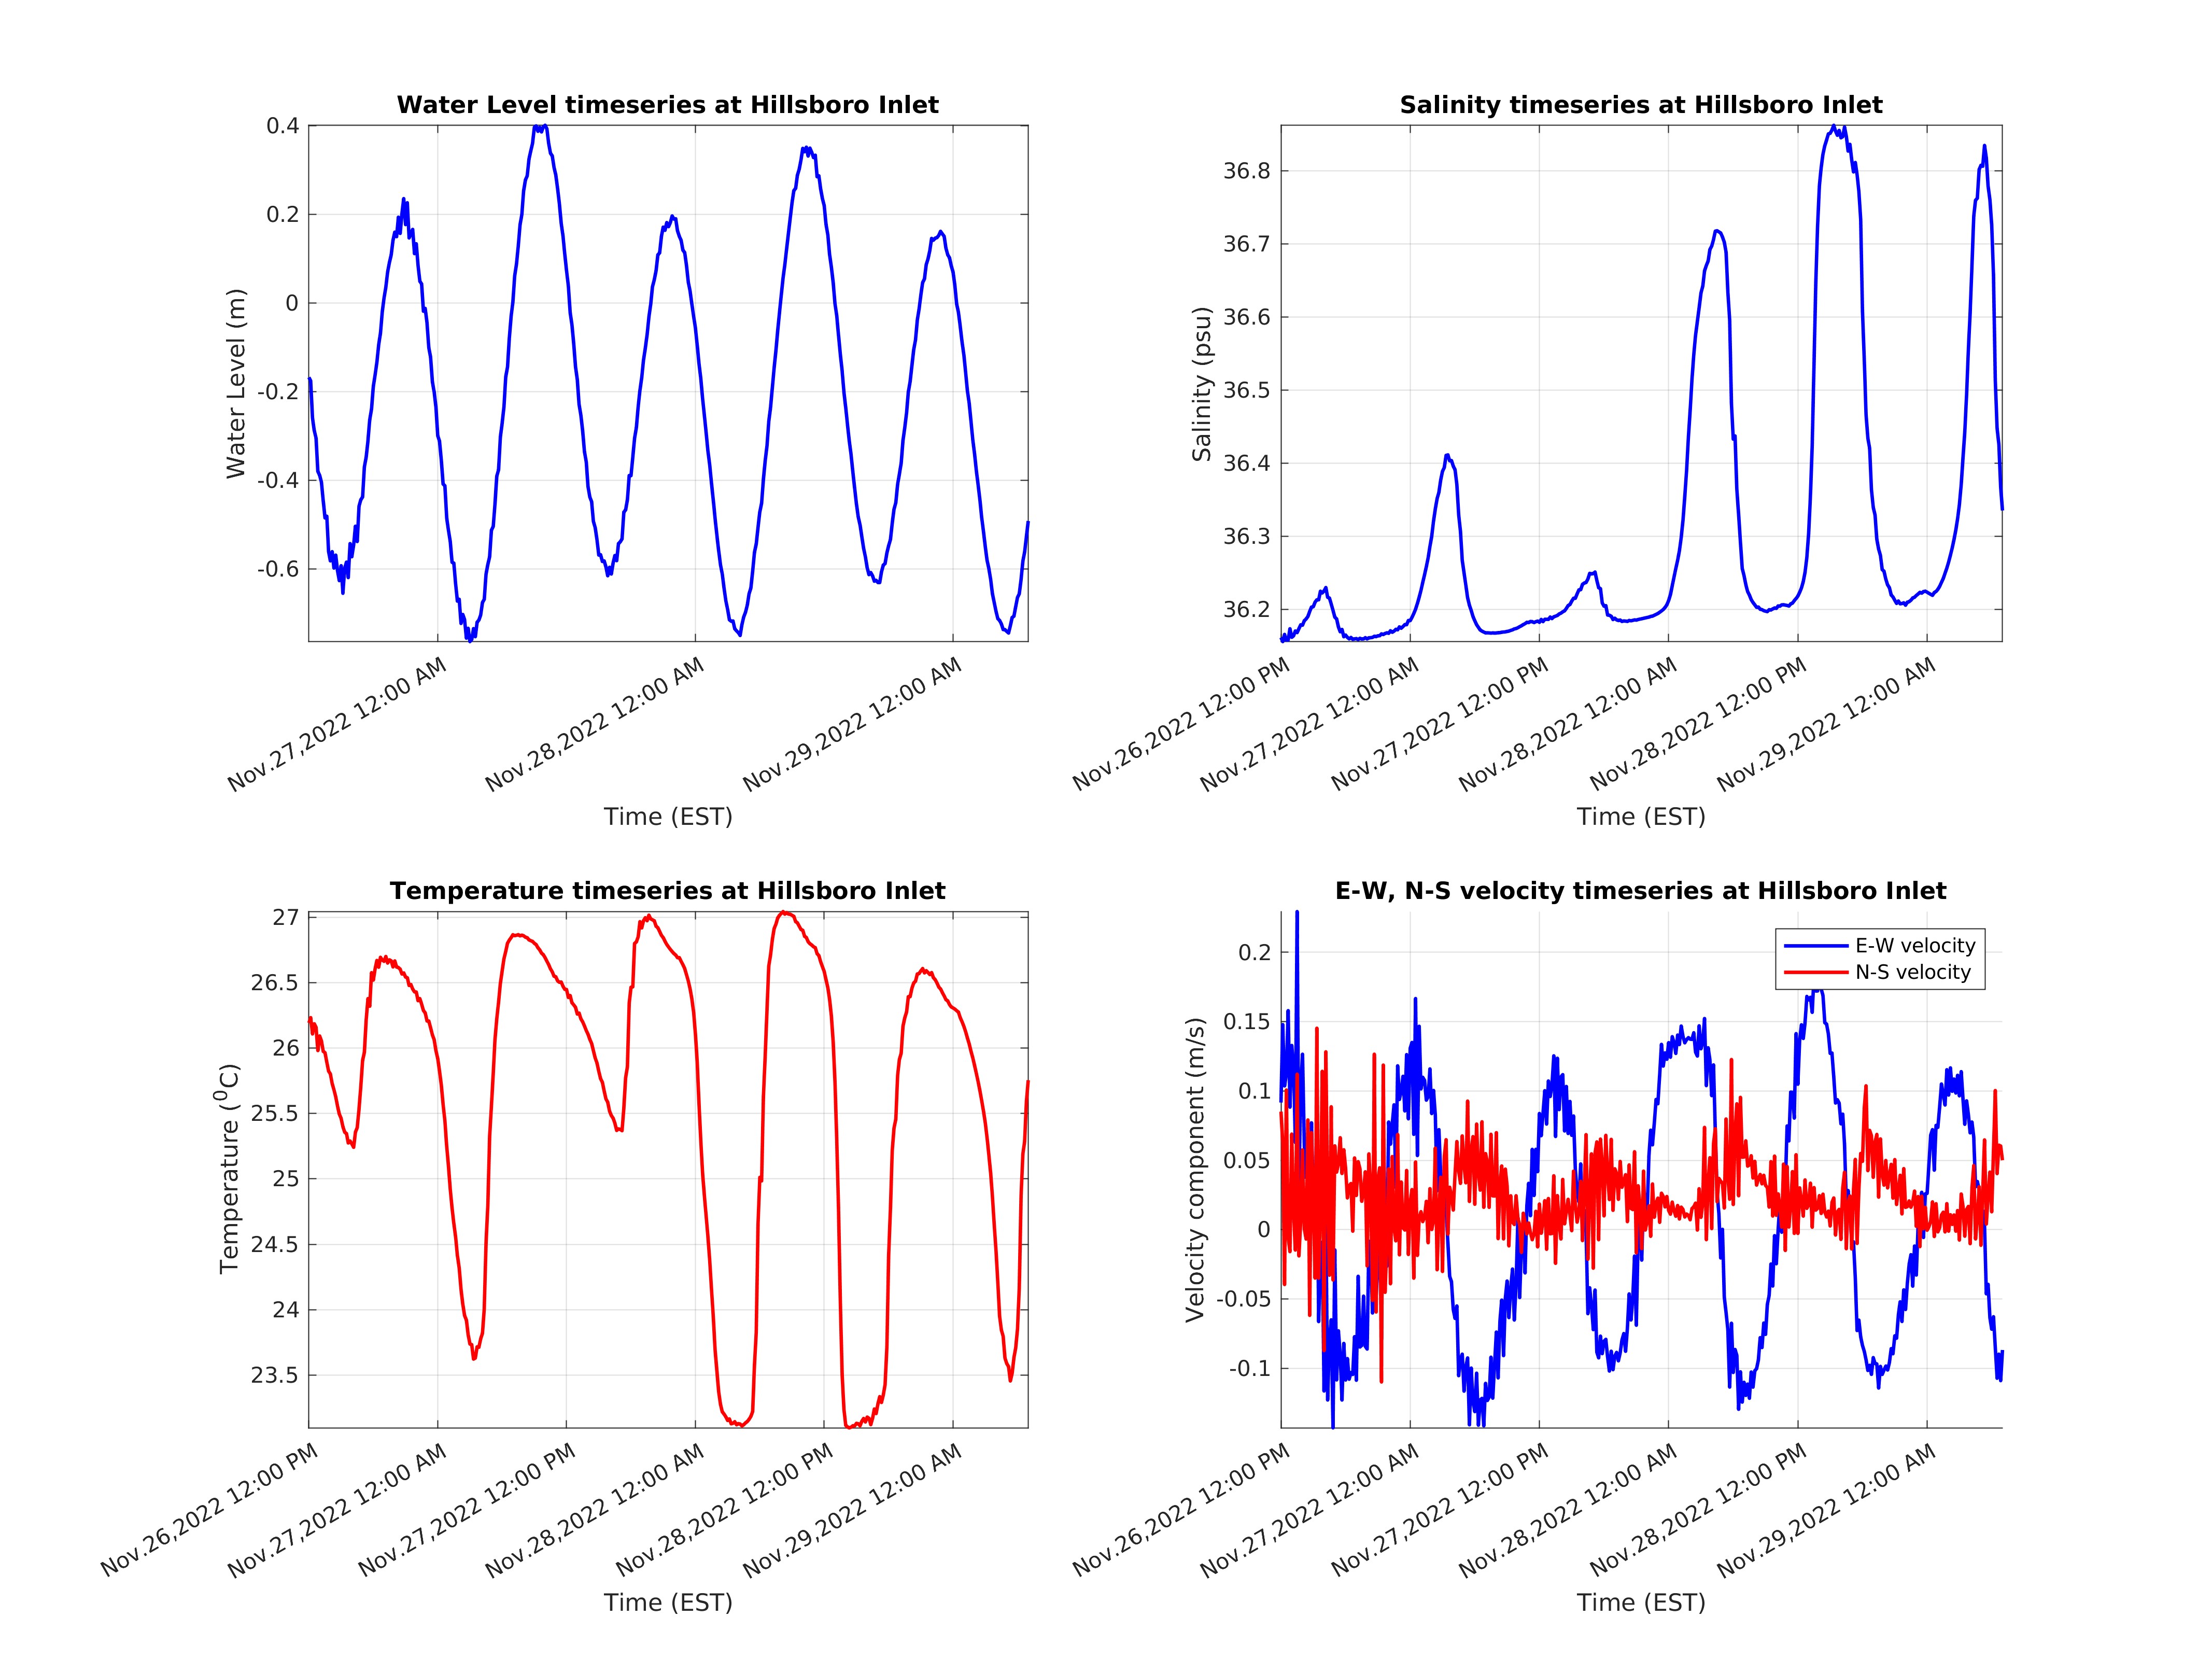 Water Level timeseries at Hillsboro Inlet
Water Level (m)
0.4
0.2
0
-0.2
-0.4
-0.6
Nov.27,2022 12:00 AM
Nov.28,2022 12:00 AM
Nov.29,2022 12:00 AM
Time (EST)
Salinity timeseries at Hillsboro Inlet
Salinity (psu)
36.8
36.7
36.6
36.5
36.4
36.3
36.2
Nov.26,2022 12:00 PM
Nov.27,2022 12:00 AM
Nov.27,2022 12:00 PM
Nov.28,2022 12:00 AM
Nov.28,2022 12:00 PM
Nov.29,2022 12:00 AM
Time (EST)
Temperature timeseries at Hillsboro Inlet
Temperature (⁰C)
27
26.5
26
25.5
25
24.5
24
23.5
Nov.26,2022 12:00 PM
Nov.27,2022 12:00 AM
Nov.27,2022 12:00 PM
Nov.28,2022 12:00 AM
Nov.28,2022 12:00 PM
Nov.29,2022 12:00 AM
Time (EST)
E-W, N-S velocity timeseries at Hillsboro Inlet
Velocity component (m/s)
0.2
0.15
0.1
0.05
0
-0.05
-0.1
E-W velocity
N-S velocity
Nov.26,2022 12:00 PM
Nov.27,2022 12:00 AM
Nov.27,2022 12:00 PM
Nov.28,2022 12:00 AM
Nov.28,2022 12:00 PM
Nov.29,2022 12:00 AM
Time (EST)